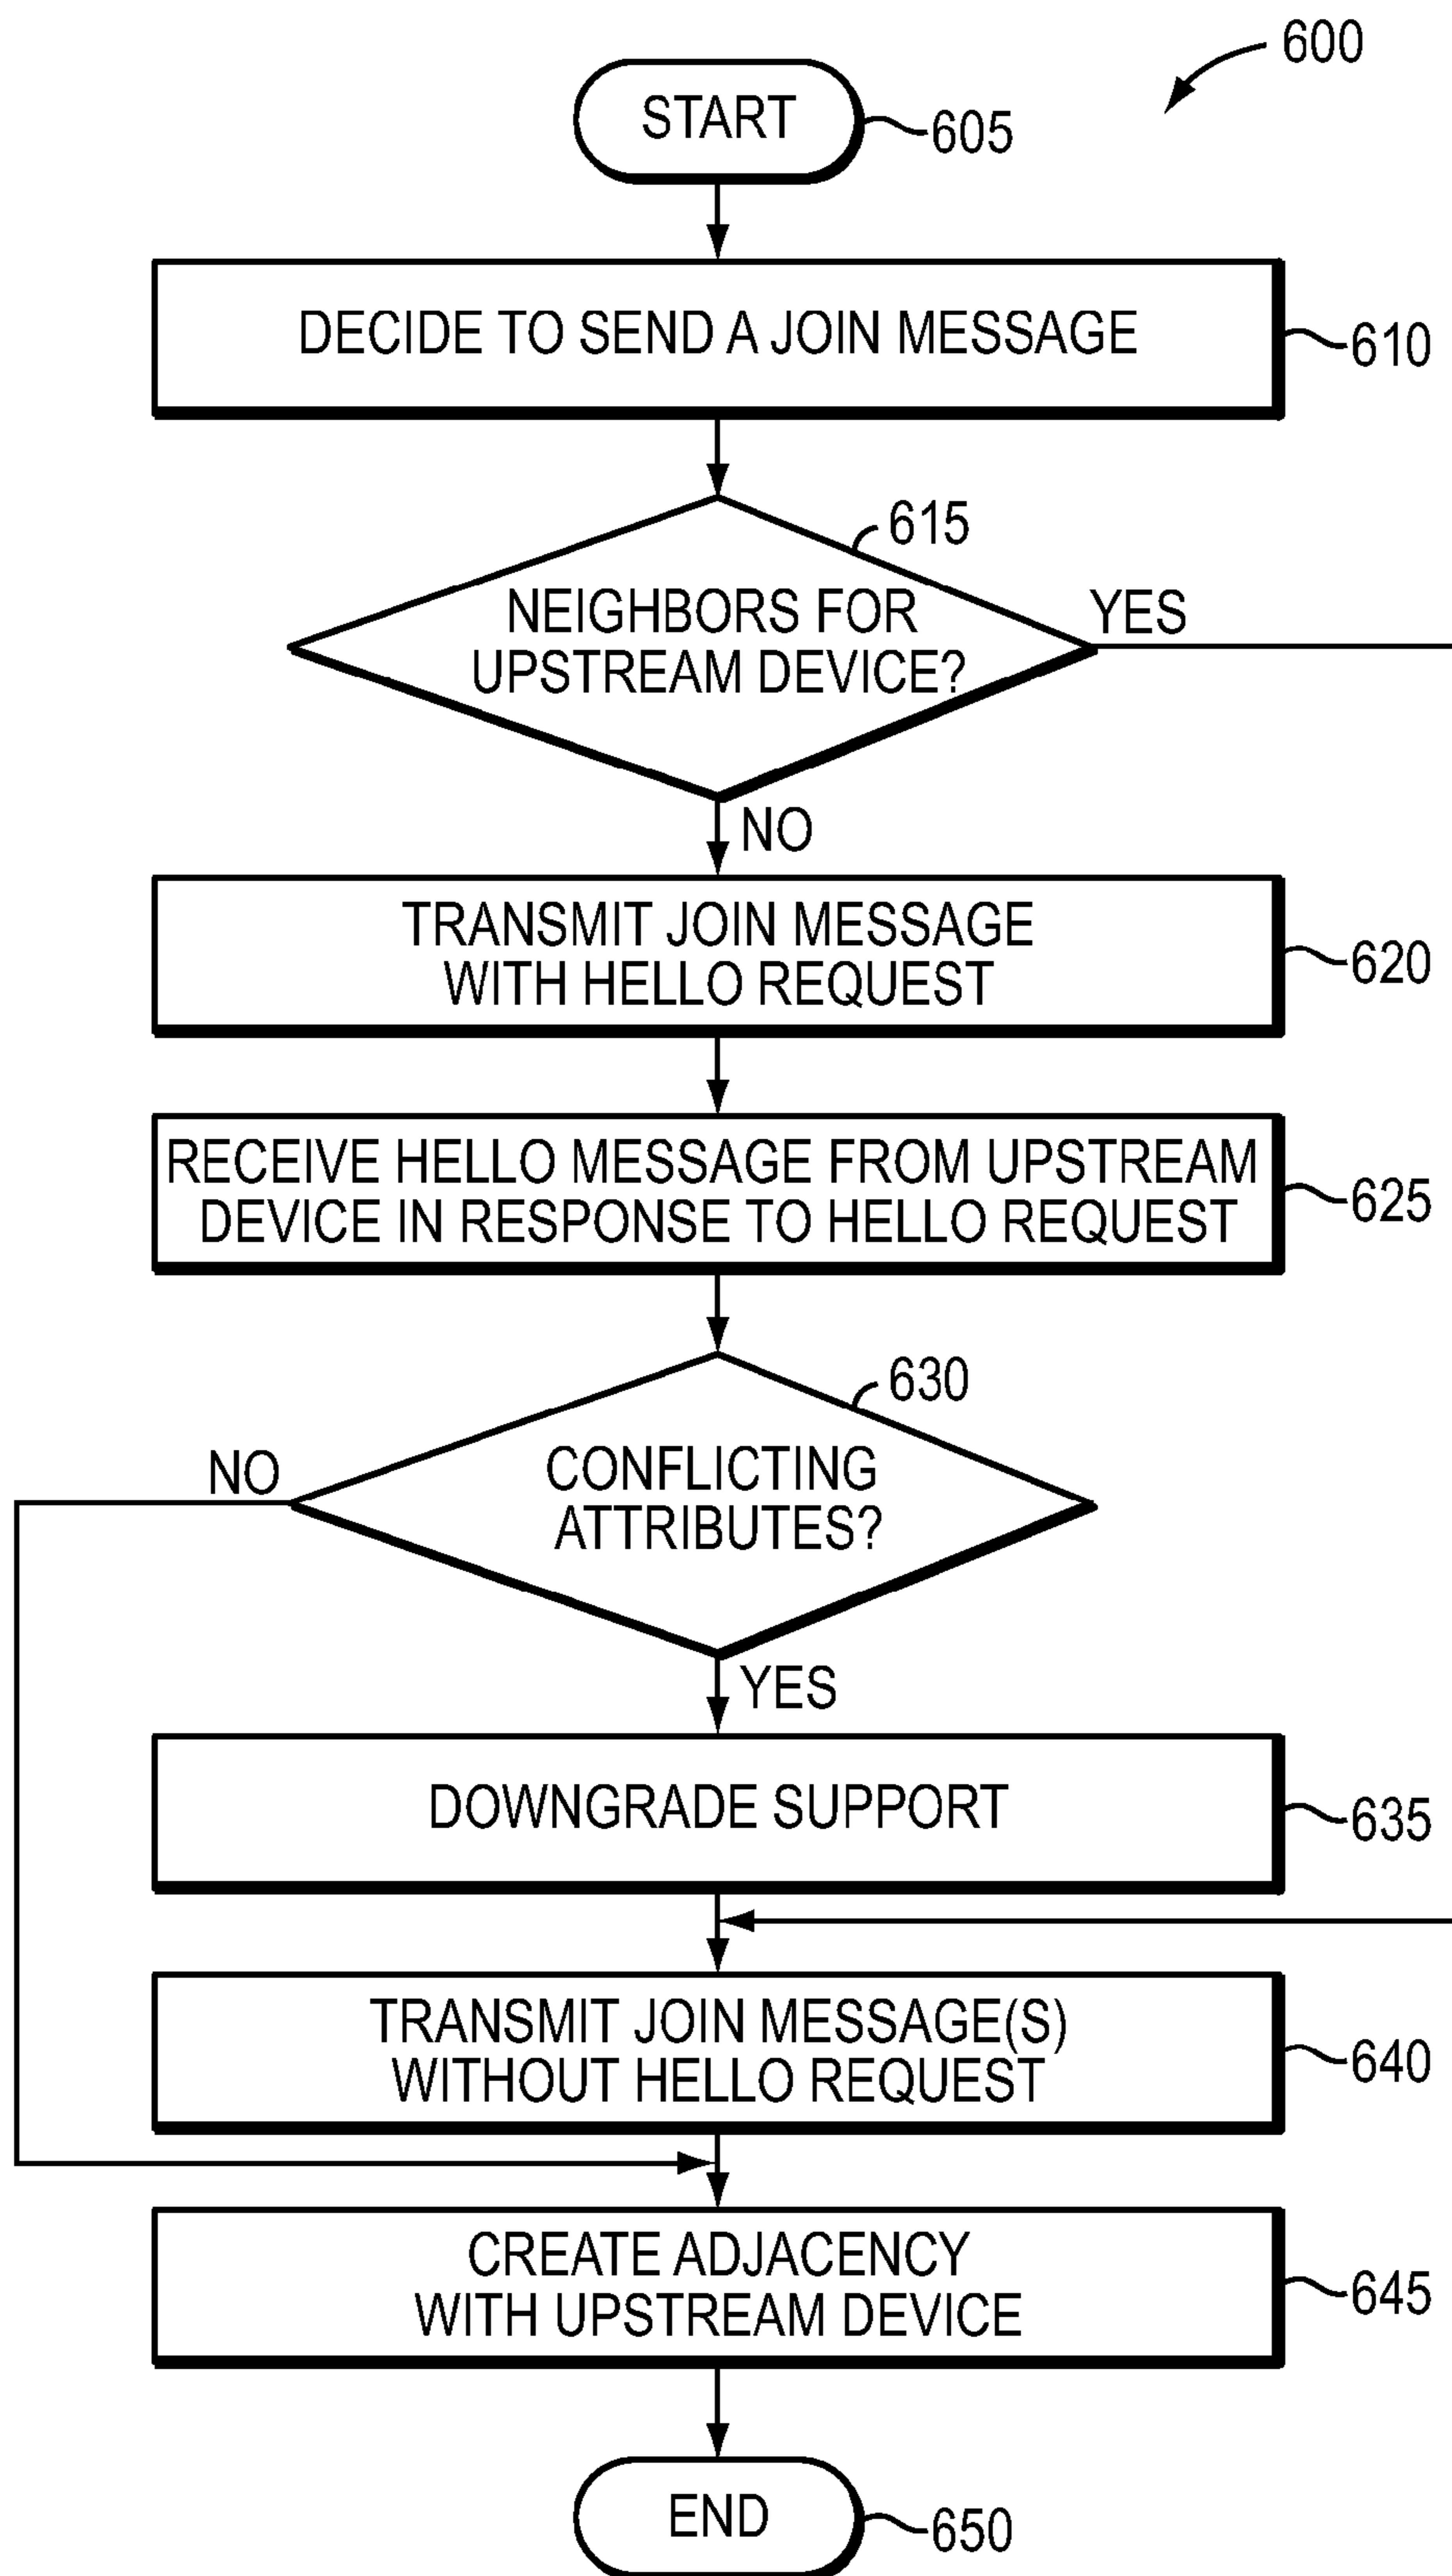 600
START
605
DECIDE TO SEND A JOIN MESSAGE
610
615
NEIGHBORS FOR
UPSTREAM DEVICE?
YES
NO
TRANSMIT JOIN MESSAGE
WITH HELLO REQUEST
620
RECEIVE HELLO MESSAGE FROM UPSTREAM
DEVICE IN RESPONSE TO HELLO REQUEST
625
630
CONFLICTING
ATTRIBUTES?
NO
YES
DOWNGRADE SUPPORT
635
TRANSMIT JOIN MESSAGE(S)
WITHOUT HELLO REQUEST
640
CREATE ADJACENCY
WITH UPSTREAM DEVICE
645
END
650